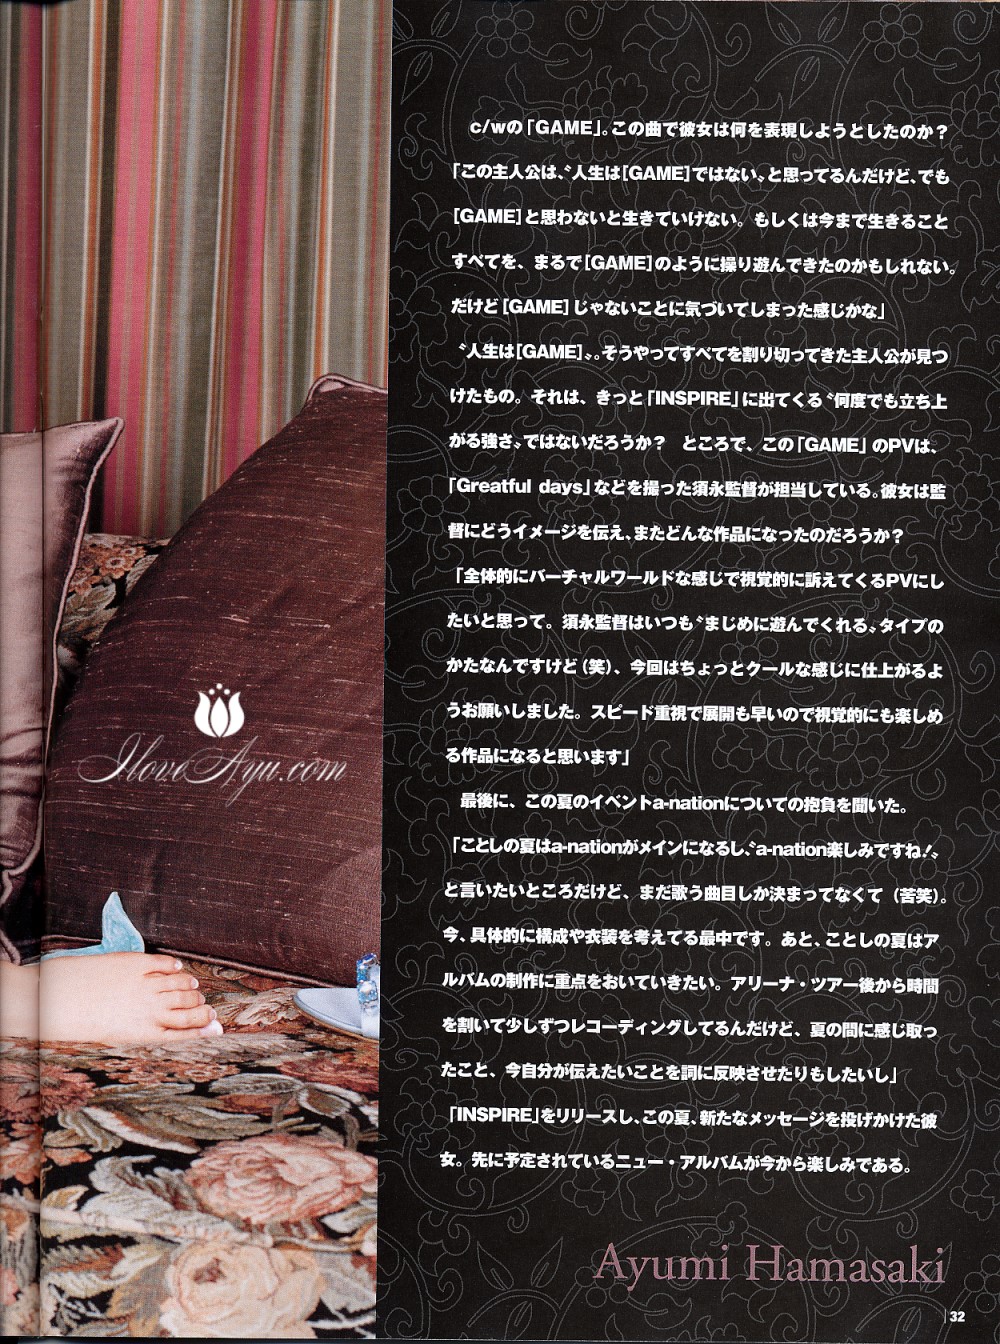 c/wの「GAME」。この曲で彼女は何を表現しようとしたのか？
「この主人公は、〝人生は[GAME]ではない〟と思ってるんだけど、でも
[GAME]と思わないと生きていけない。もしくは今まで生きること
すべてを、まるで[GAME]のように操り遊んできたのかもしれない。
だけど[GAME]じゃないことに気づいてしまった感じかな」
〝人生は[GAME]〟。そうやってすべてを割り切ってきた主人公が見つ
けたもの。それは、きっと「INSPIRE」に出てくる〝何度でも立ち上
がる強さ〟ではないだろうか？　ところで、この「GAME」のPVは、
「Greatful days」などを撮った須永監督が担当している。彼女は監
督にどうイメージを伝え、またどんな作品になったのだろうか？
「全体的にバーチャルワールドな感じで視覚的に訴えてくるPVにし
たいと思って。須永監督はいつも〝まじめに遊んでくれる〟タイプの
かたなんですけど（笑）、今回はちょっとクールな感じに仕上がるよ
うお願いしました。スピード重視で展開も早いので視覚的にも楽しめ
る作品になると思います」
最後に、この夏のイベントa-nationについての抱負を聞いた。
「ことしの夏はa-nationがメインになるし、〝a-nation楽しみですね！〟
と言いたいところだけど、まだ歌う曲目しか決まってなくて（苦笑）。
今、具体的に構成や衣装を考えてる最中です。あと、ことしの夏はア
ルバムの制作に重点をおいていきたい。アリーナ・ツアー後から時間
を割いて少しずつレコーディングしてるんだけど、夏の間に感じ取っ
たこと、今自分が伝えたいことを詞に反映させたりもしたいし」
「INSPIRE」をリリースし、この夏、新たなメッセージを投げかけた彼
女。先に予定されているニュー・アルバムが今から楽しみである。
IloveAyu.com
Ayumi Hamasaki
32